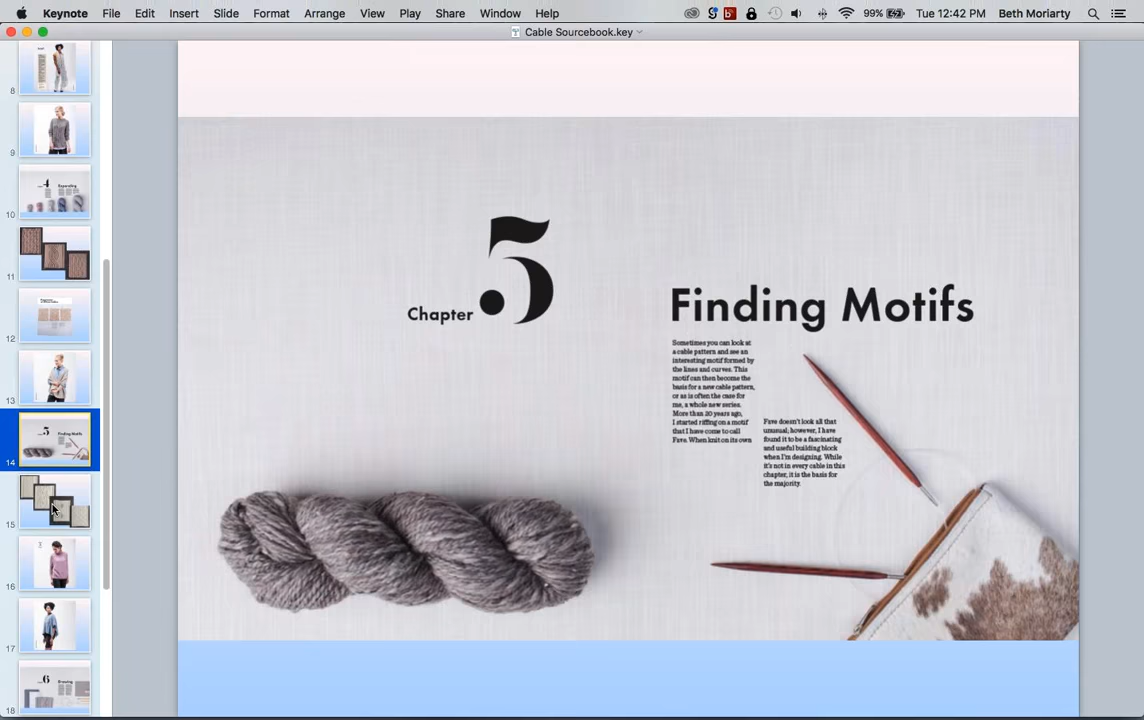 Keynote File Edit Insert Slide Format Arrange View Play Share Window Help 99% Tue 12:42 PM Beth Moriarty
Cable Sourcebook.key
8
9
10
11
12
13
14
15
16
17
18
Chapter 5
Finding Motifs
Sometimes you can look at
a cable pattern and see an
interesting motif formed by
the lines and curves. This
motif can then become the
basis for a new cable pattern,
or as is often the case for
me, a whole new series.
More than 20 years ago,
I started riffing on a motif
that I have come to call
Fave. When knit on its own
Fave doesn't look all that
unusual; however, I have
found it to be a fascinating
and useful building block
when I'm designing. While
it's not in every cable in this
chapter, it is the basis for
the majority.